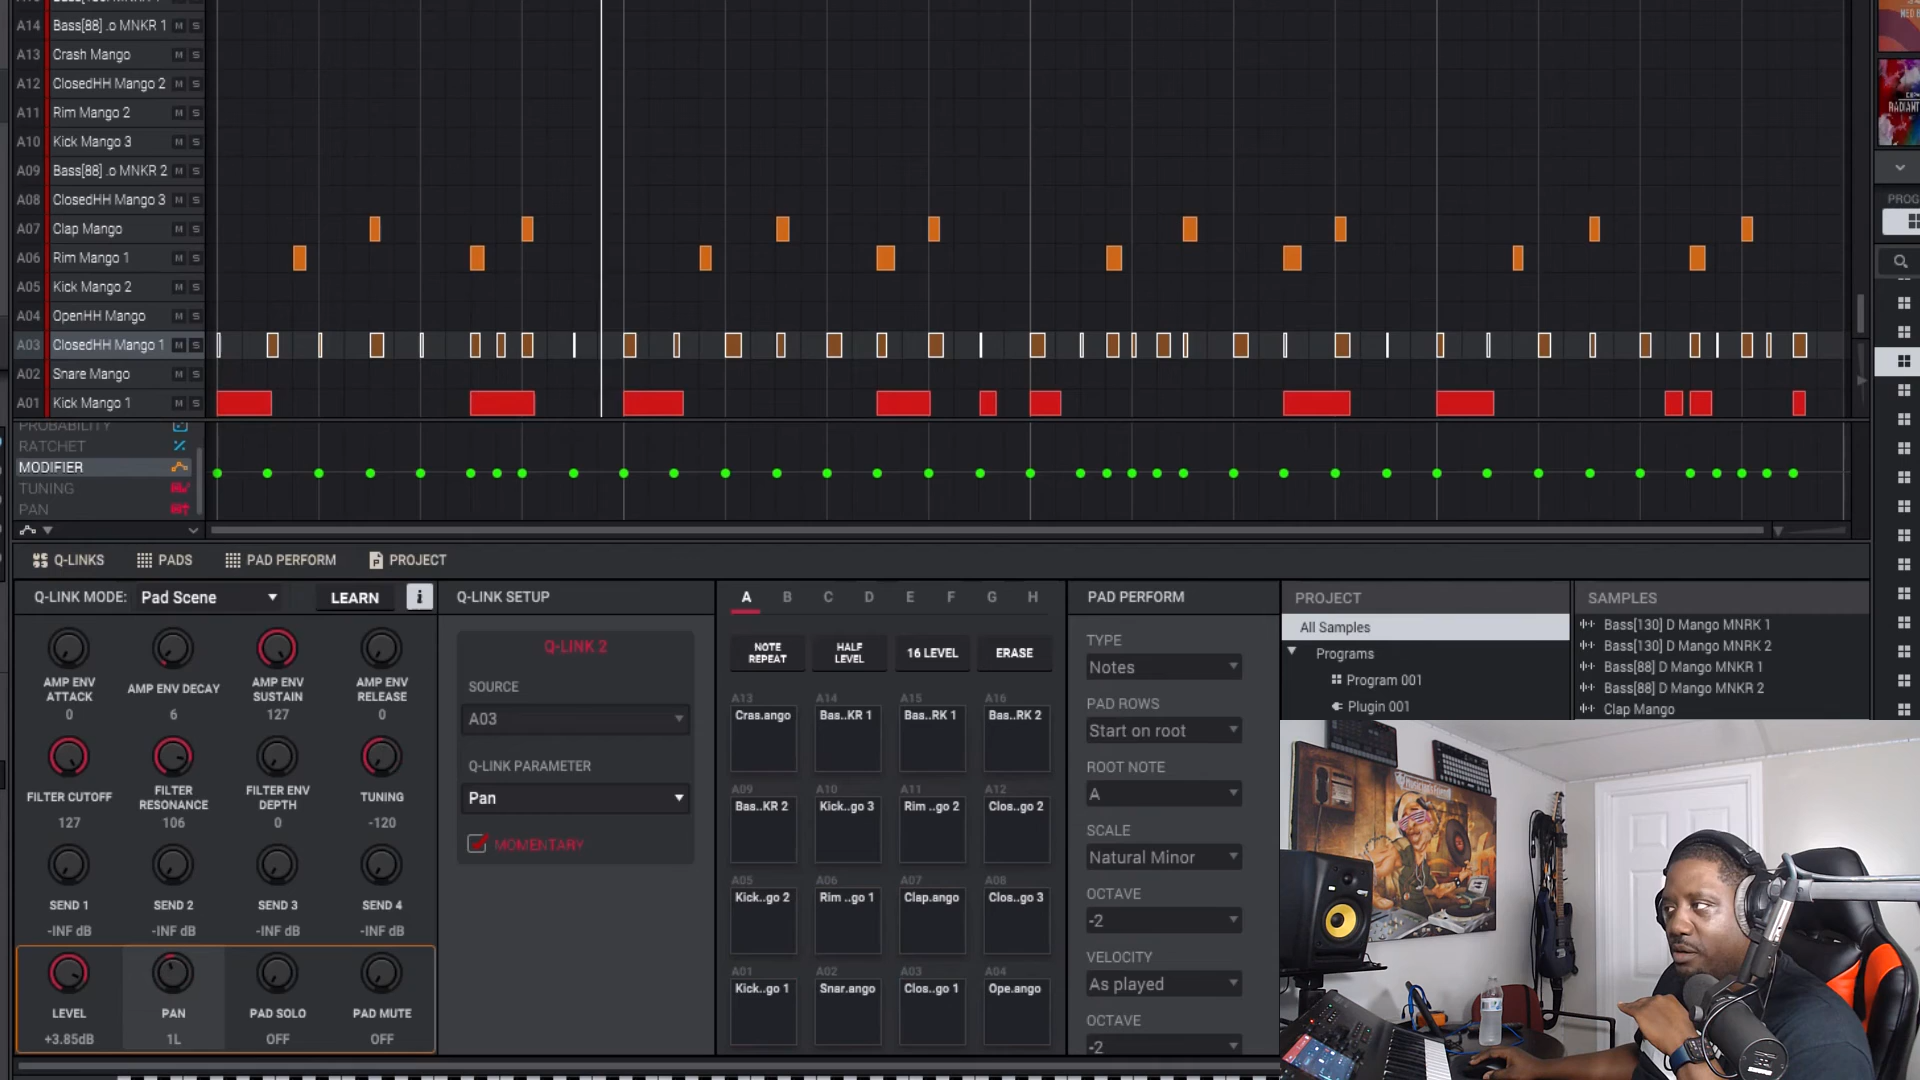 A14 Bass[88] .o MNKR 1 M S
A13 Crash Mango M S
A12 ClosedHH Mango 2 M S
A11 Rim Mango 2 M S
A10 Kick Mango 3 M S
A09 Bass[88] .o MNKR 2 M S
A08 ClosedHH Mango 3 M S
A07 Clap Mango M S
A06 Rim Mango 1 M S
A05 Kick Mango 2 M S
A04 OpenHH Mango M S
A03 ClosedHH Mango 1 M S
A02 Snare Mango M S
A01 Kick Mango 1 M S
PROBABILITY
RATCHET
MODIFIER
TUNING
PAN
RADIANT
PROG
Q-LINKS PADS PAD PERFORM PROJECT
Q-LINK MODE: Pad Scene LEARN i
AMP ENV ATTACK AMP ENV DECAY AMP ENV SUSTAIN AMP ENV RELEASE
0 6 127 0
FILTER CUTOFF FILTER RESONANCE FILTER ENV DEPTH TUNING
127 106 0 -120
SEND 1 SEND 2 SEND 3 SEND 4
-INF dB -INF dB -INF dB -INF dB
LEVEL PAN PAD SOLO PAD MUTE
+3.85dB 1L OFF OFF
Q-LINK SETUP
Q-LINK 2
SOURCE
A03
Q-LINK PARAMETER
Pan
MOMENTARY
A B C D E F G H
NOTE REPEAT HALF LEVEL 16 LEVEL ERASE
A13 A14 A15 A16
Cras.ango Bas..KR 1 Bas..RK 1 Bas..RK 2
A09 A10 A11 A12
Bas..KR 2 Kick..go 3 Rim ..go 2 Clos..go 2
A05 A06 A07 A08
Kick..go 2 Rim ..go 1 Clap.ango Clos..go 3
A01 A02 A03 A04
Kick..go 1 Snar.ango Clos..go 1 Ope.ango
PAD PERFORM
TYPE
Notes
PAD ROWS
Start on root
ROOT NOTE
A
SCALE
Natural Minor
OCTAVE
-2
VELOCITY
As played
OCTAVE
-2
PROJECT
All Samples
Programs
Program 001
Plugin 001
SAMPLES
Bass[130] D Mango MNRK 1
Bass[130] D Mango MNRK 2
Bass[88] D Mango MNKR 1
Bass[88] D Mango MNKR 2
Clap Mango